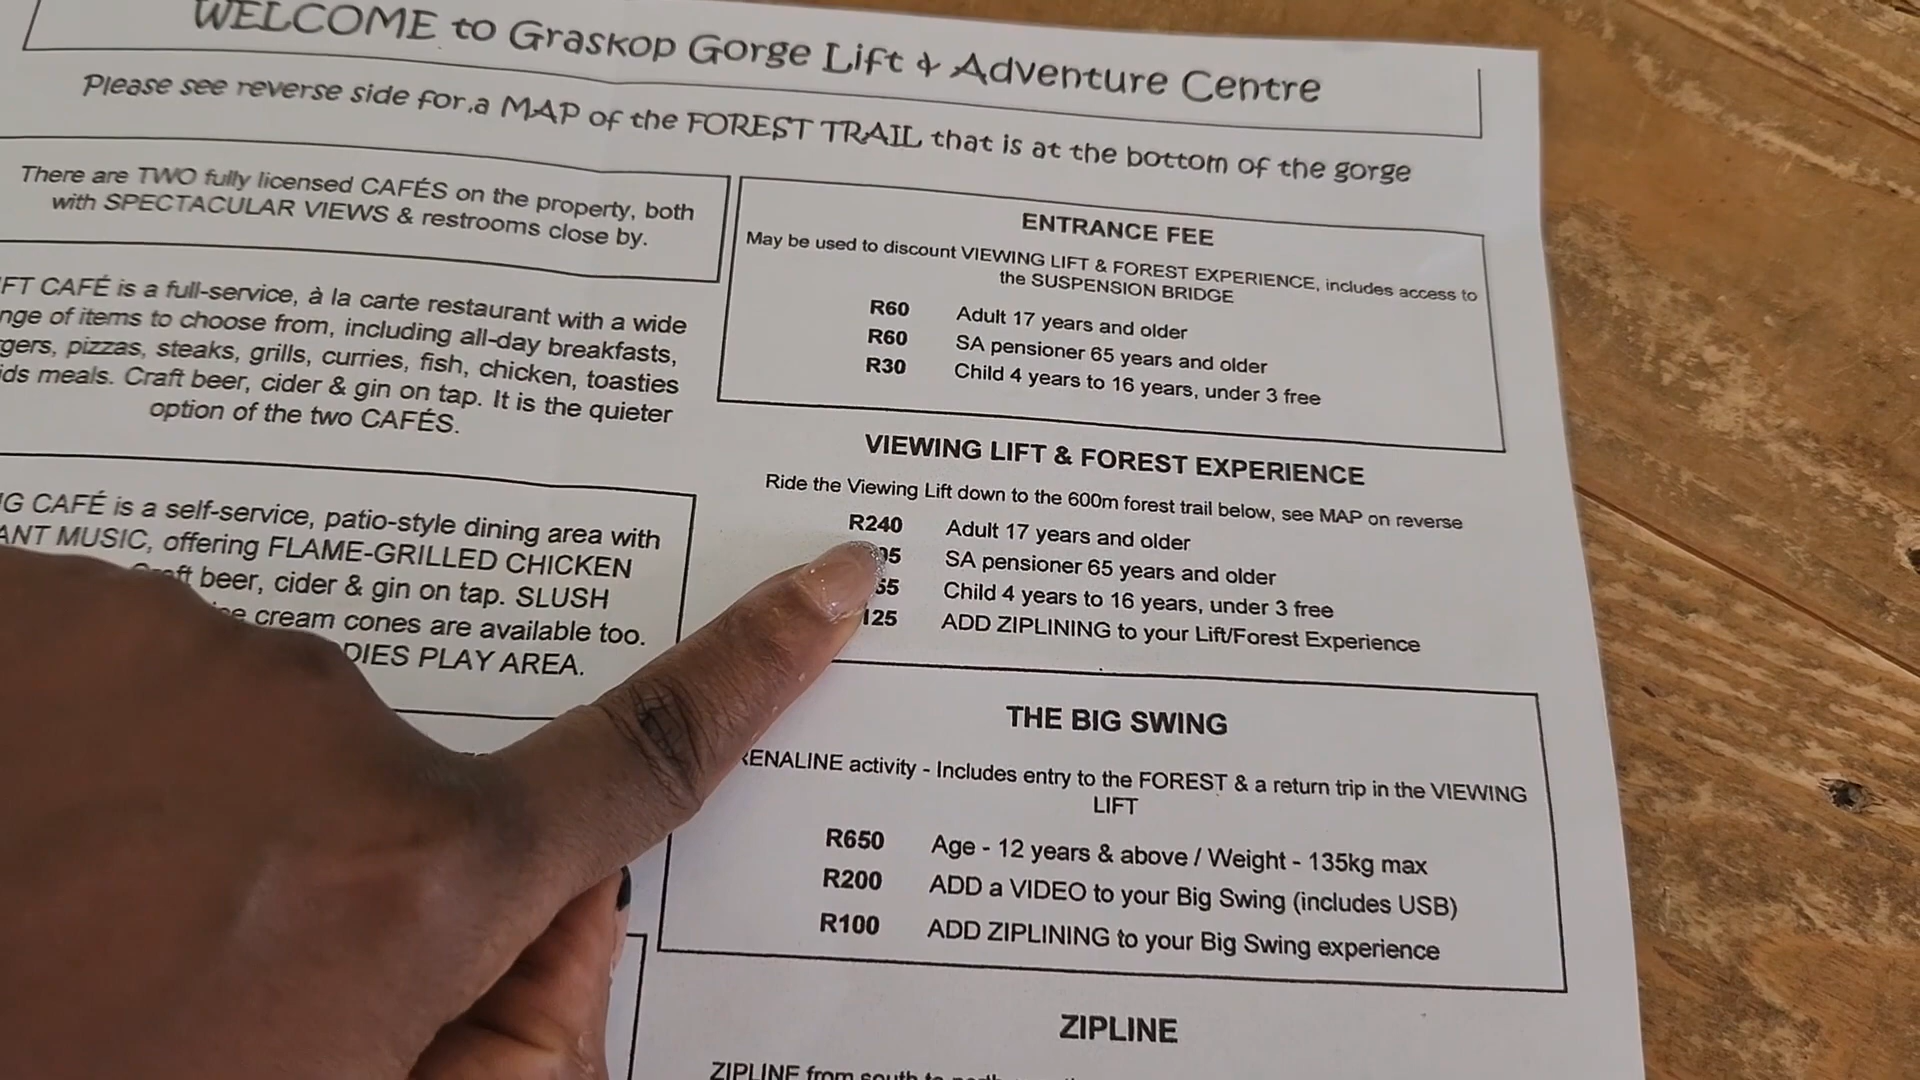 WELCOME to Graskop Gorge Lift & Adventure Centre
Please see reverse side for a MAP of the FOREST TRAIL that is at the bottom of the gorge
There are TWO fully licensed CAFÉS on the property, both
with SPECTACULAR VIEWS & restrooms close by.
CAFÉ is a full-service, à la carte restaurant with a wide
of items to choose from, including all-day breakfasts,
pizzas, steaks, grills, curries, fish, chicken, toasties
meals. Craft beer, cider & gin on tap. It is the quieter
option of the two CAFÉS.
CAFÉ is a self-service, patio-style dining area with
MUSIC, offering FLAME-GRILLED CHICKEN
beer, cider & gin on tap. SLUSH
cream cones are available too.
PLAY AREA.
ENTRANCE FEE
May be used to discount VIEWING LIFT & FOREST EXPERIENCE, includes access to
the SUSPENSION BRIDGE
R60 Adult 17 years and older
R60 SA pensioner 65 years and older
R30 Child 4 years to 16 years, under 3 free
VIEWING LIFT & FOREST EXPERIENCE
Ride the Viewing Lift down to the 600m forest trail below, see MAP on reverse
R240 Adult 17 years and older
SA pensioner 65 years and older
Child 4 years to 16 years, under 3 free
125 ADD ZIPLINING to your Lift/Forest Experience
THE BIG SWING
activity - Includes entry to the FOREST & a return trip in the VIEWING
LIFT
R650 Age - 12 years & above / Weight - 135kg max
R200 ADD a VIDEO to your Big Swing (includes USB)
R100 ADD ZIPLINING to your Big Swing experience
ZIPLINE
ZIPLINE from south to